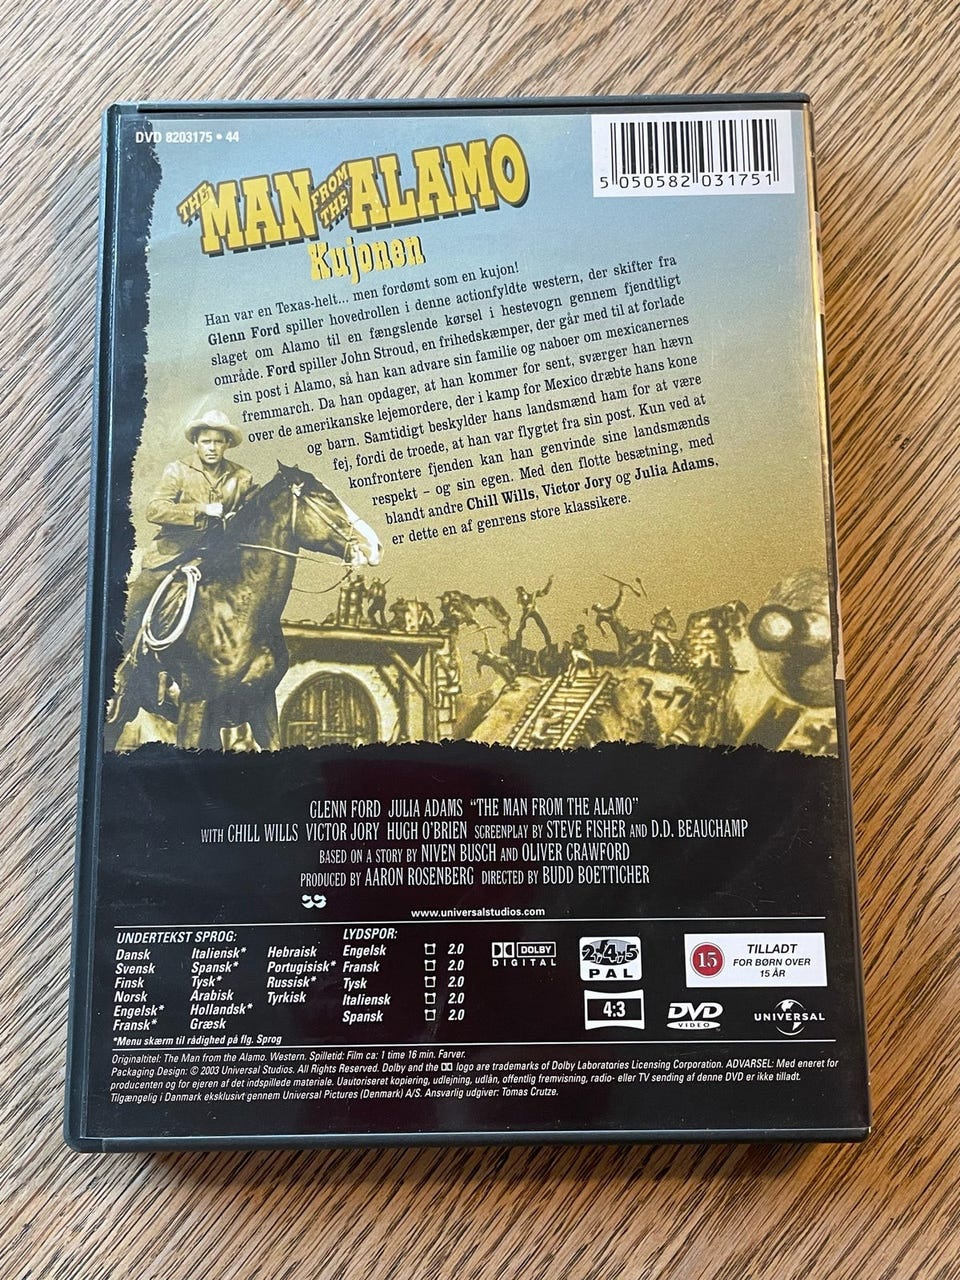 DVD 8203175 • 44
5 050582 031751
THE MAN FROM THE ALAMO
Kujonen
Han var en Texas-helt... men fordømt som en kujon!
Glenn Ford spiller hovedrollen i denne actionfyldte western, der skifter fra
slaget om Alamo til en fængslende kørsel i hestevogn gennem fjendtligt
område. Ford spiller John Stroud, en frihedskæmper, der går med til at forlade
sin post i Alamo, så han kan advare sin familie og naboer om mexicanernes
fremmarch. Da han opdager, at han kommer for sent, sværger han hævn
over de amerikanske lejemordere, der i kamp for Mexico dræbte hans kone
og barn. Samtidigt beskylder hans landsmænd ham for at være
fej, fordi de troede, at han var flygtet fra sin post. Kun ved at
konfrontere fjenden kan han genvinde sine landsmænds
respekt – og sin egen. Med den flotte besætning, med
blandt andre Chill Wills, Victor Jory og Julia Adams,
er dette en af genrens store klassikere.
GLENN FORD JULIA ADAMS "THE MAN FROM THE ALAMO"
WITH CHILL WILLS VICTOR JORY HUGH O'BRIEN SCREENPLAY BY STEVE FISHER AND D.D. BEAUCHAMP
BASED ON A STORY BY NIVEN BUSCH AND OLIVER CRAWFORD
PRODUCED BY AARON ROSENBERG DIRECTED BY BUDD BOETTICHER
www.universalstudios.com
UNDERTEKST SPROG:
Dansk Italiensk* Hebraisk
Svensk Spansk* Portugisisk*
Finsk Tysk* Russisk*
Norsk Arabisk Tyrkisk
Engelsk* Hollandsk*
Fransk* Græsk
*Menu skærm til rådighed på flg. Sprog
LYDSPOR:
Engelsk 2.0
Fransk 2.0
Tysk 2.0
Italiensk 2.0
Spansk 2.0
DOLBY
DIGITAL
2,4,5
PAL
4:3
15
TILLADT
FOR BØRN OVER
15 ÅR
DVD
VIDEO
UNIVERSAL
Originaltitel: The Man from the Alamo. Western. Spilletid: Film ca: 1 time 16 min. Farver.
Packaging Design: © 2003 Universal Studios. All Rights Reserved. Dolby and the logo are trademarks of Dolby Laboratories Licensing Corporation. ADVARSEL: Med eneret for
producenten og for ejeren af det indspillede materiale. Uautoriseret kopiering, udlejning, udlån, offentlig fremvisning, radio- eller TV sending af denne DVD er ikke tilladt.
Tilgængelig i Danmark eksklusivt gennem Universal Pictures (Denmark) A/S. Ansvarlig udgiver: Tomas Crutze.